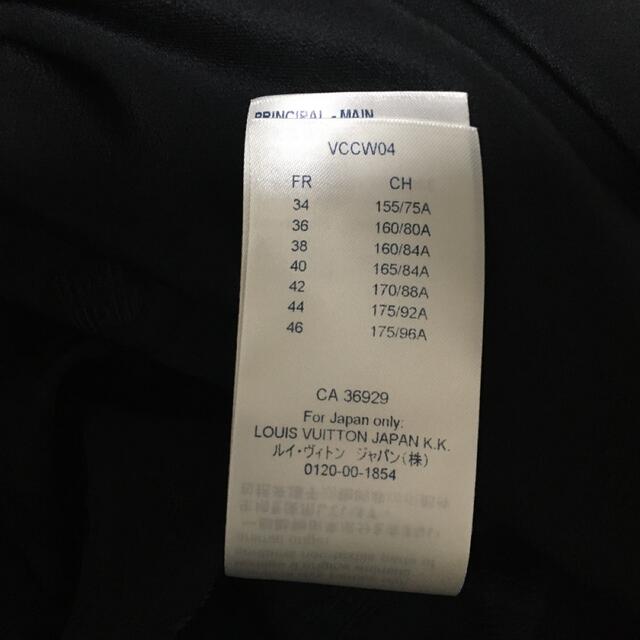 PRINCIPAL - MAIN
VCCW04
FR CH
34 155/75A
36 160/80A
38 160/84A
40 165/84A
42 170/88A
44 175/92A
46 175/96A
CA 36929
For Japan only:
LOUIS VUITTON JAPAN K.K.
ルイ・ヴィトン ジャパン(株)
0120-00-1854